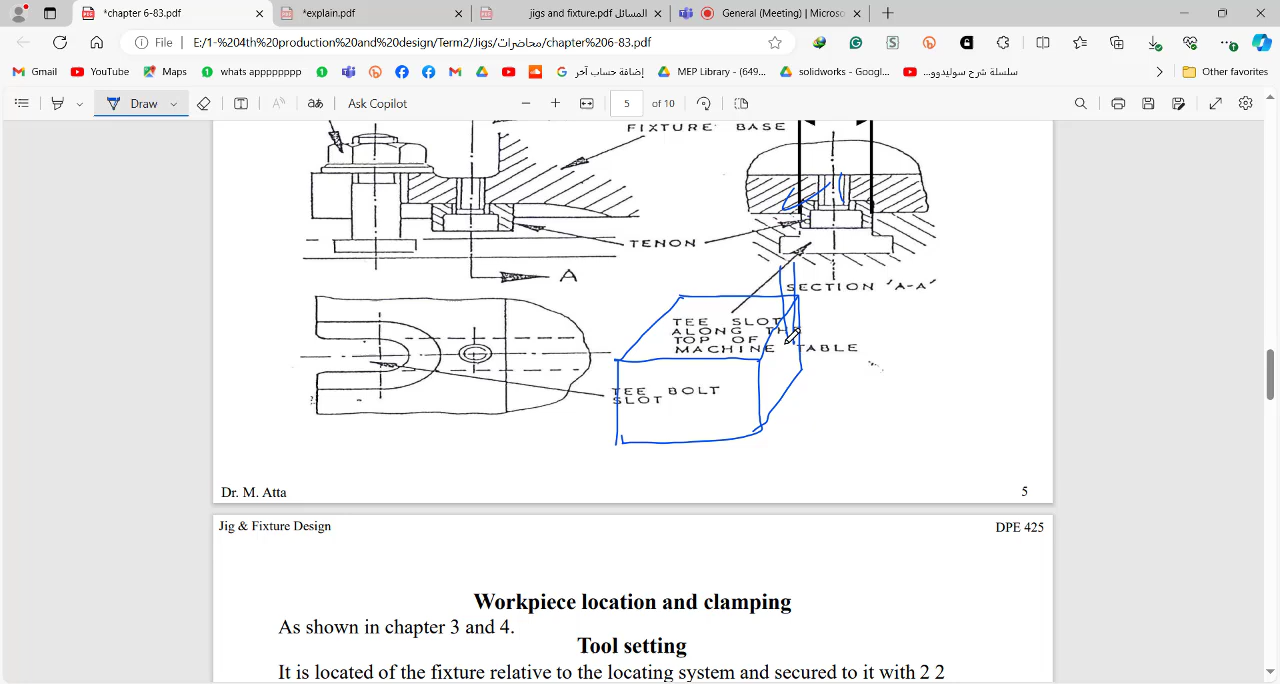 *chapter 6-83.pdf
*explain.pdf
المسائل jigs and fixture.pdf
General (Meeting) | Microso
File
E:/1-%204th%20production%20and%20design/Term2/Jigs/محاضرات/chapter%206-83.pdf
Gmail
YouTube
Maps
whats apppppppp
إضافة حساب آخر
MEP Library - (649...
solidworks - Googl...
سلسلة شرح سوليدوو...
Other favorites
Draw
aあ
Ask Copilot
5
of 10
FIXTURE BASE
TENON
A
SECTION 'A-A'
TEE SLOT
ALONG THE
TOP OF
MACHINE TABLE
TEE BOLT
SLOT
Dr. M. Atta
5
Jig & Fixture Design
DPE 425
Workpiece location and clamping
As shown in chapter 3 and 4.
Tool setting
It is located of the fixture relative to the locating system and secured to it with 2 2